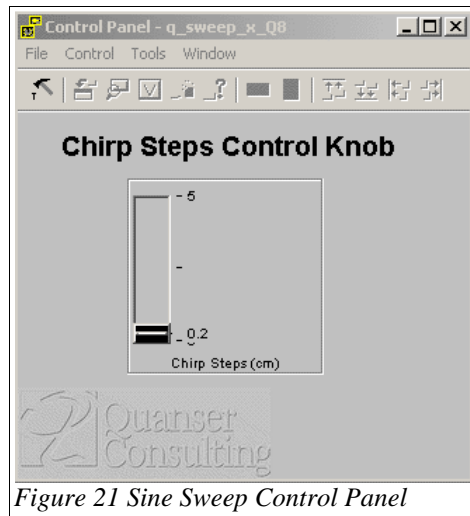 Control Panel - q_sweep_x_Q8
File Control Tools Window
Chirp Steps Control Knob
5
-
0.2
Chirp Steps (cm)
Quanser
Consulting
Figure 21 Sine Sweep Control Panel